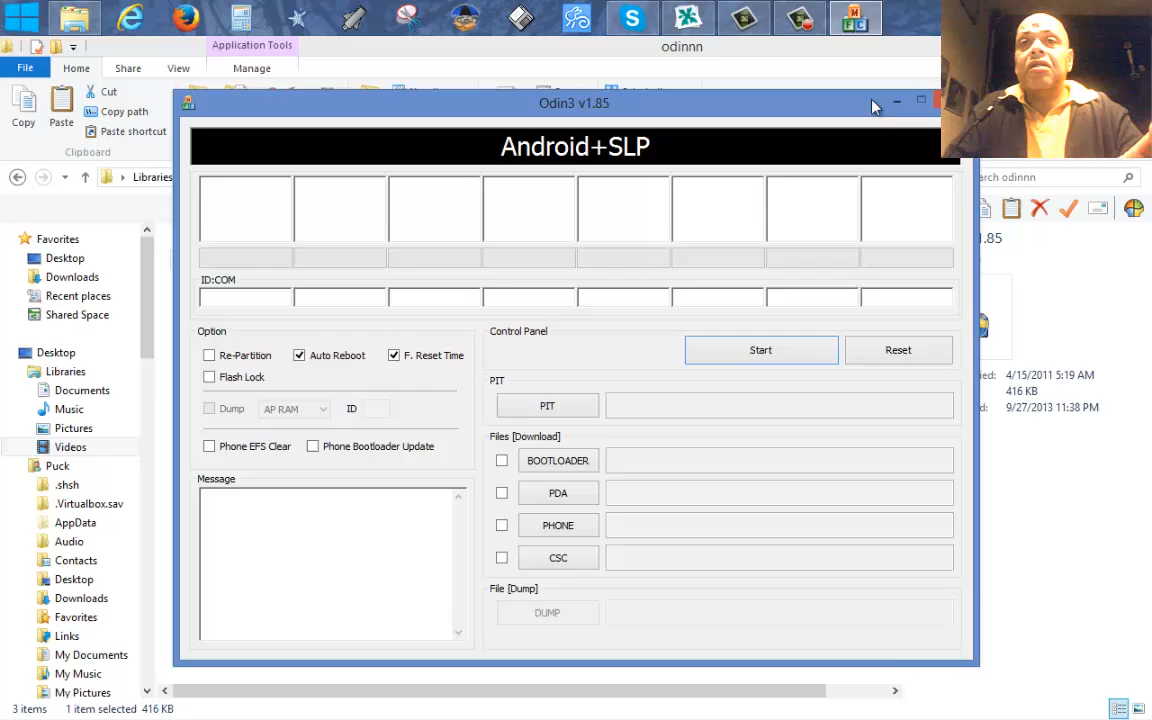 Application Tools
odinnn
File
Home
Share
View
Manage
Copy
Paste
Cut
Copy path
Paste shortcut
Clipboard
Libraries
arch odinnn
Odin3 v1.85
Android+SLP
ID:COM
Option
Re-Partition
Auto Reboot
F. Reset Time
Flash Lock
Dump
AP RAM
ID
Phone EFS Clear
Phone Bootloader Update
Message
Control Panel
Start
Reset
PIT
PIT
Files [Download]
BOOTLOADER
PDA
PHONE
CSC
File [Dump]
DUMP
Favorites
Desktop
Downloads
Recent places
Shared Space
Desktop
Libraries
Documents
Music
Pictures
Videos
Puck
.shsh
.Virtualbox.sav
AppData
Audio
Contacts
Desktop
Downloads
Favorites
Links
My Documents
My Music
My Pictures
1.85
ied: 4/15/2011 5:19 AM
416 KB
d: 9/27/2013 11:38 PM
3 items 1 item selected 416 KB